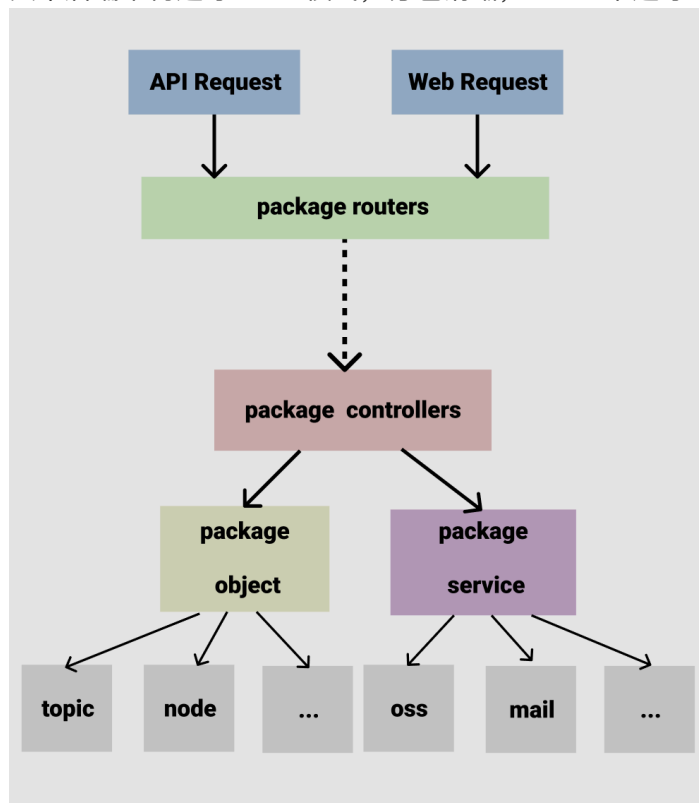 API Request
Web Request
package routers
package controllers
package
object
package
service
topic
node
...
oss
mail
...